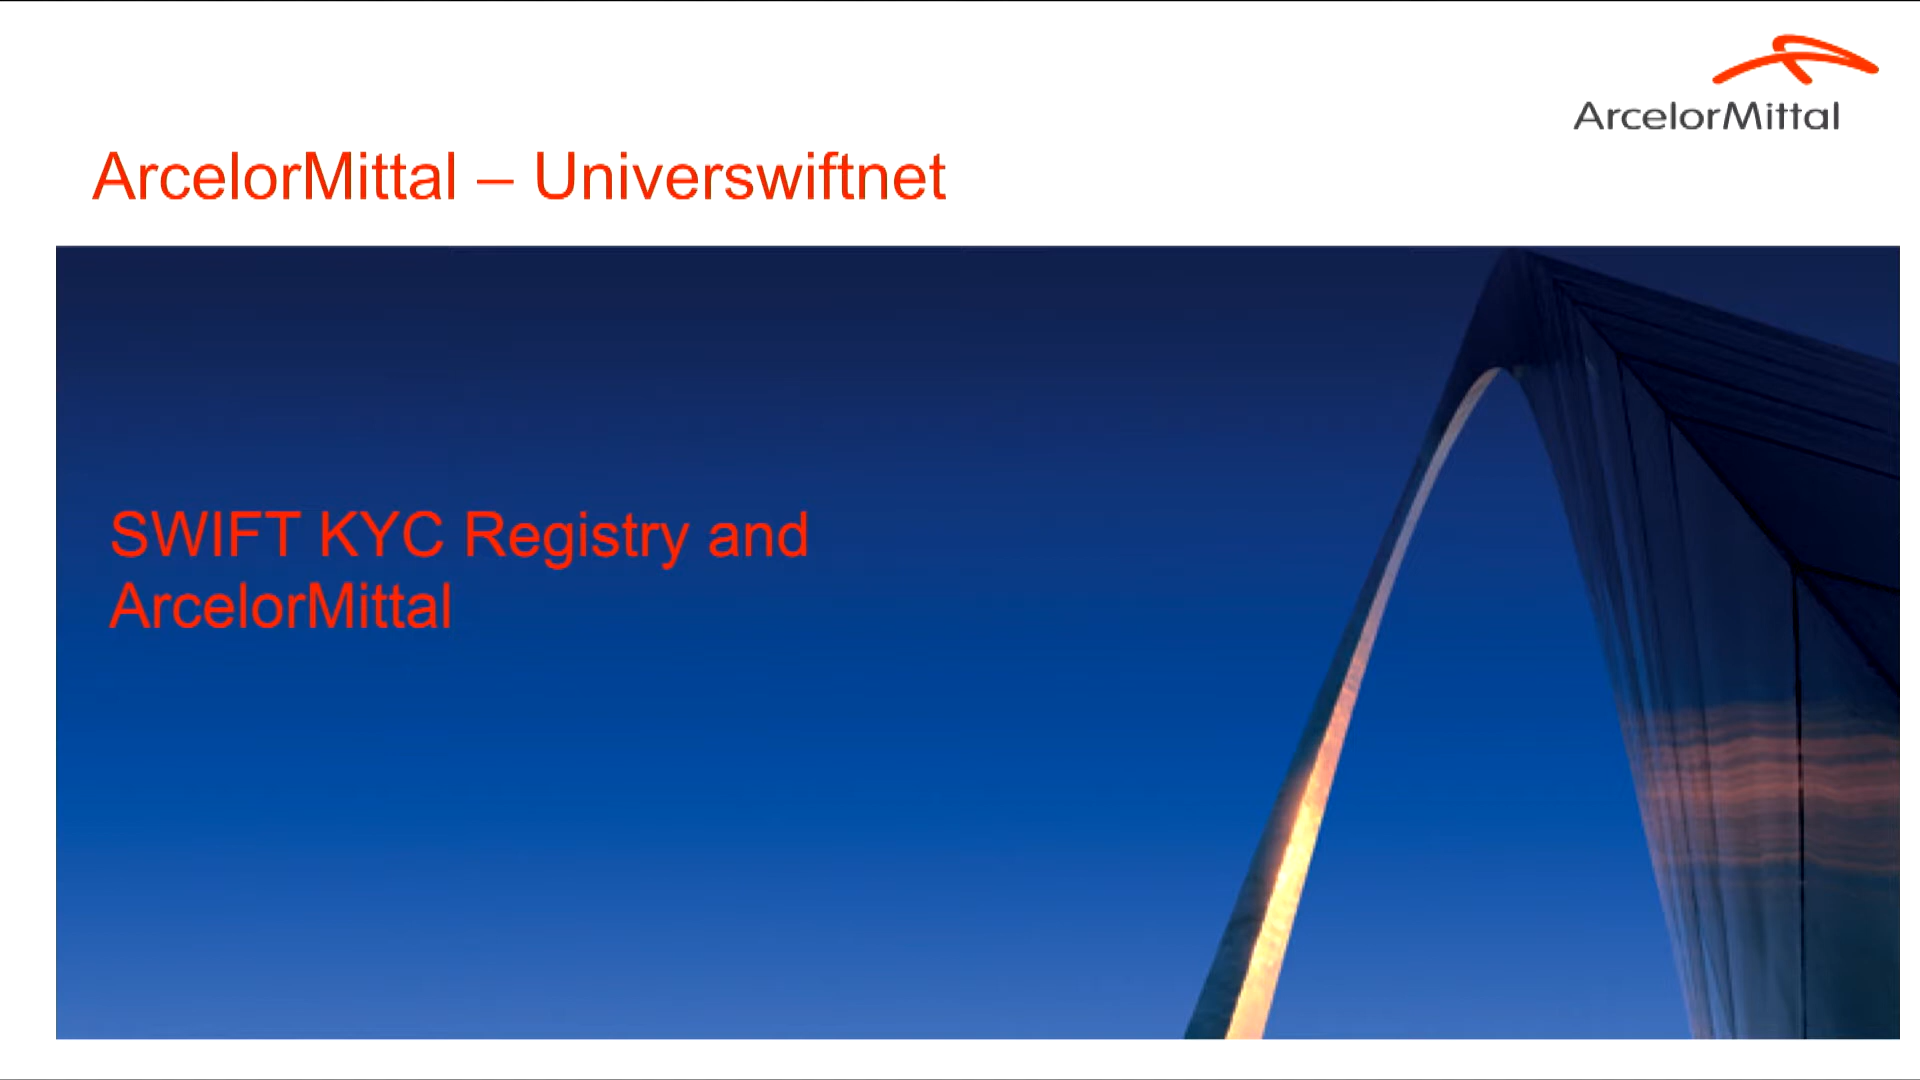 ArcelorMittal
ArcelorMittal – Universwiftnet
SWIFT KYC Registry and
ArcelorMittal